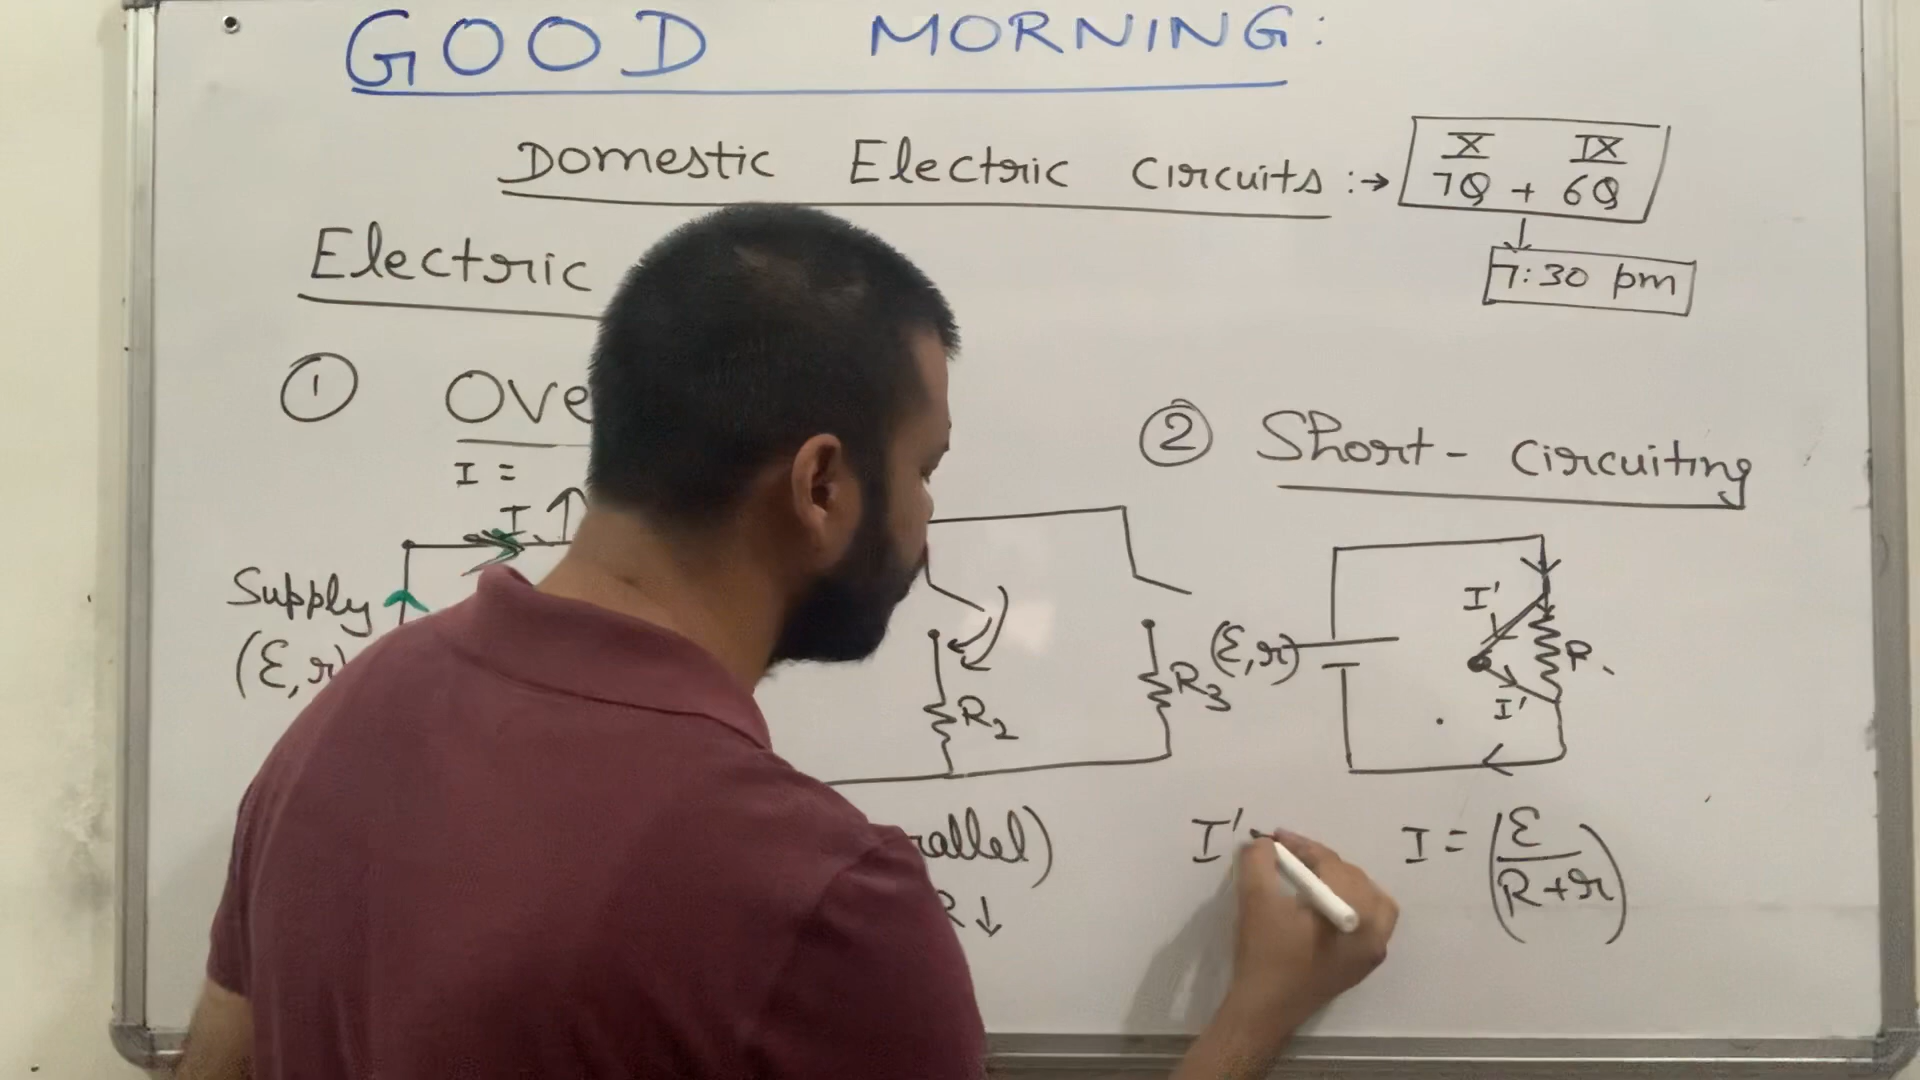 GOOD MORNING:
Domestic Electric Circuits :→
X IX
7Q + 6Q
7:30 pm
Electric
① Ove
② Short- circuiting
I =
I ↑
Supply
(ε, r)
R2
R3
(ε, r)
I'
R
I'
rallel)
R ↓
I'
I = (ε / R + r)